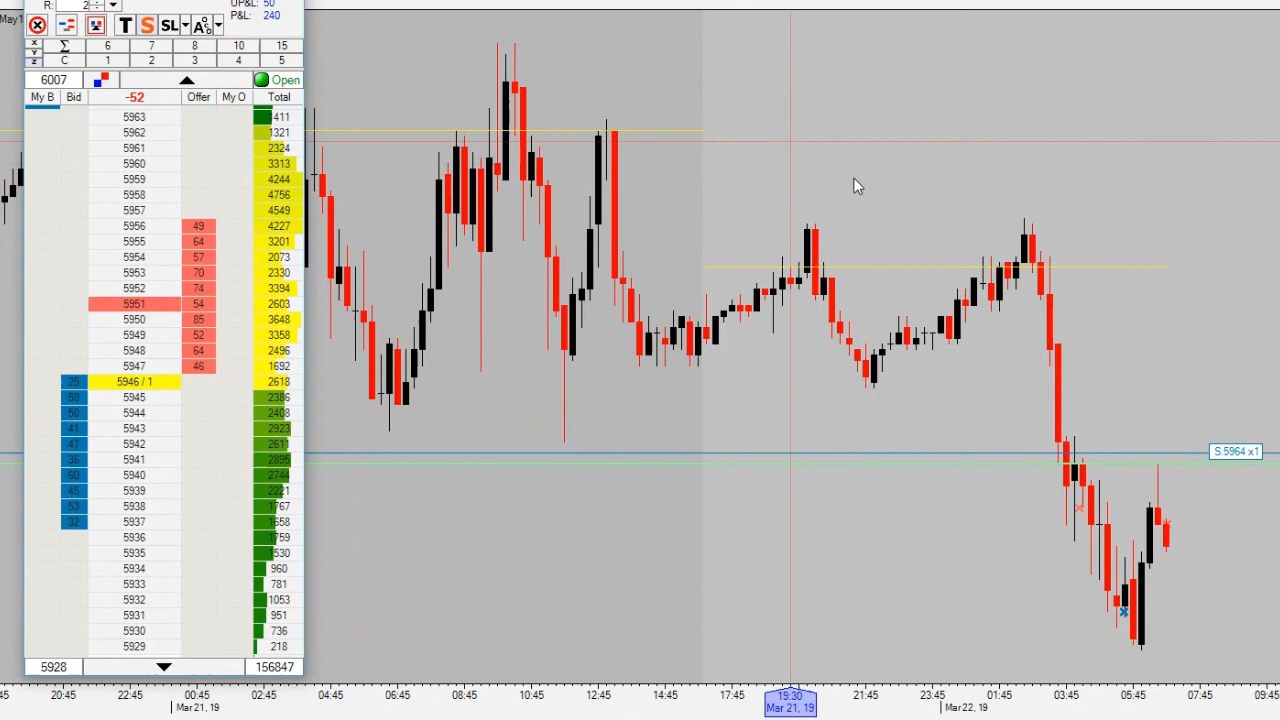 May 1
R: 2
UP&L: 50
P&L: 240
T S SL A
X Σ 6 7 8 10 15
Y
Z C 1 2 3 4 5
6007 Open
My B Bid -52 Offer My O Total
5963 1411
5962 1321
5961 2324
5960 3313
5959 4244
5958 4756
5957 4549
5956 49 4227
5955 64 3201
5954 57 2073
5953 70 2330
5952 74 3394
5951 54 2603
5950 85 3648
5949 52 3358
5948 64 2496
5947 46 1692
25 5946 / 1 2618
69 5945 2386
50 5944 2408
41 5943 2923
47 5942 2611
36 5941 2895
60 5940 2744
45 5939 2221
53 5938 1767
32 5937 1658
5936 1759
5935 1530
5934 960
5933 781
5932 1053
5931 951
5930 736
5929 218
5928 156847
S:5964 x1
:45 20:45 22:45 00:45 02:45 04:45 06:45 08:45 10:45 12:45 14:45 17:45 19:30 21:45 23:45 01:45 03:45 05:45 07:45 09:45
Mar 21, 19 Mar 21, 19 Mar 22, 19